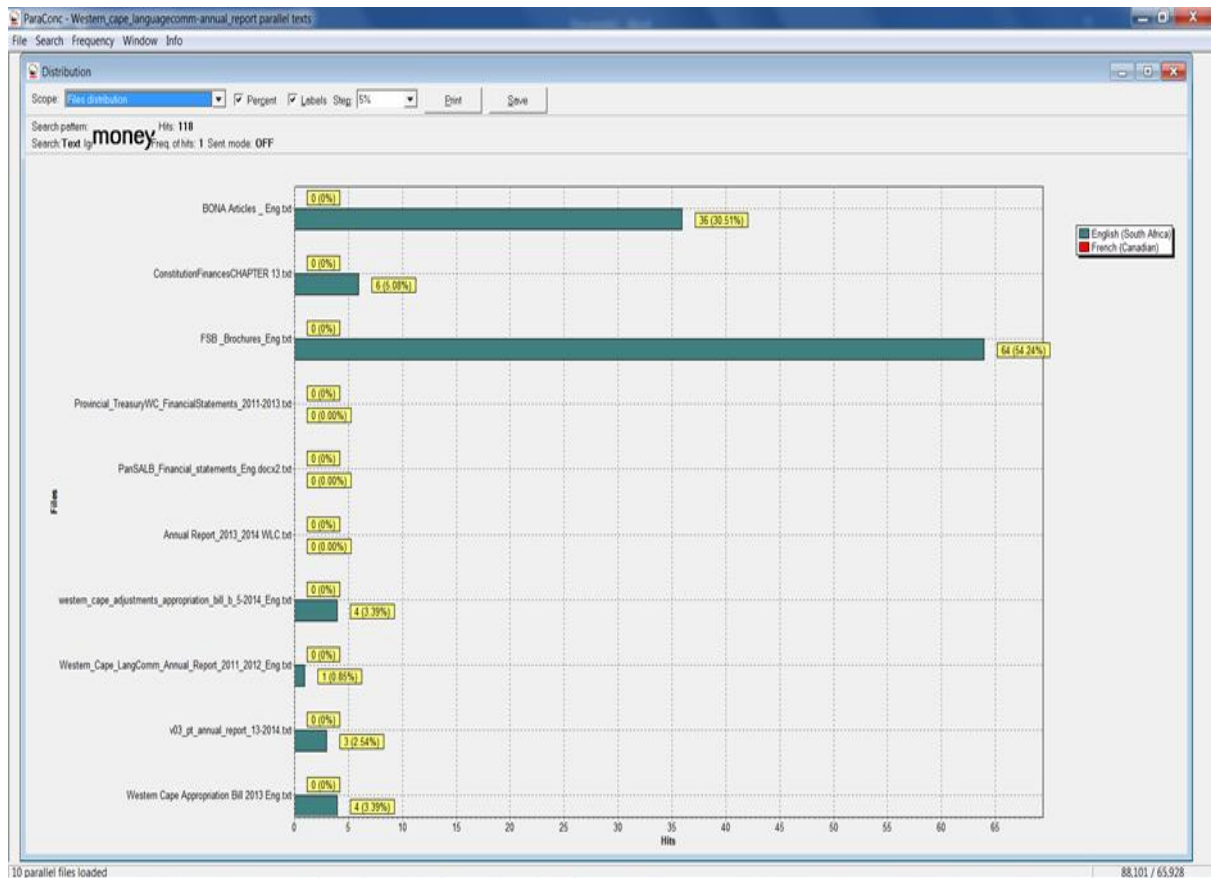 ParaConc - Western_cape_languagecomm-annual_report parallel texts
File Search Frequency Window Info
Distribution
Scope: Files distribution Percent Labels Step: 5% Print Save
Search pattern: money Hits: 118
Search: Text Freq. of hits: 1 Sent. mode: OFF
0 (0%)
BONA Articles _ Eng.txt
36 (30.51%)
English (South Africa)
French (Canadian)
0 (0%)
ConstitutionFinancesCHAPTER 13.txt
6 (5.08%)
0 (0%)
FSB _Brochures_Eng.txt
64 (54.24%)
0 (0%)
Provincial_TreasuryWC_FinancialStatements_2011-2013.txt
0 (0.00%)
0 (0%)
PanSALB_Financial_statements_Eng.docx2.txt
0 (0.00%)
Files
0 (0%)
Annual Report_2013_2014 WLC.txt
0 (0.00%)
0 (0%)
western_cape_adjustments_appropriation_bill_b_5-2014_Eng.txt
4 (3.39%)
0 (0%)
Western_Cape_LangComm_Annual_Report_2011_2012_Eng.txt
1 (0.85%)
0 (0%)
v03_pt_annual_report_13-2014.txt
3 (2.54%)
0 (0%)
Western Cape Appropriation Bill 2013 Eng.txt
4 (3.39%)
0 5 10 15 20 25 30 35 40 45 50 55 60 65
Hits
10 parallel files loaded 88,101 / 65,928